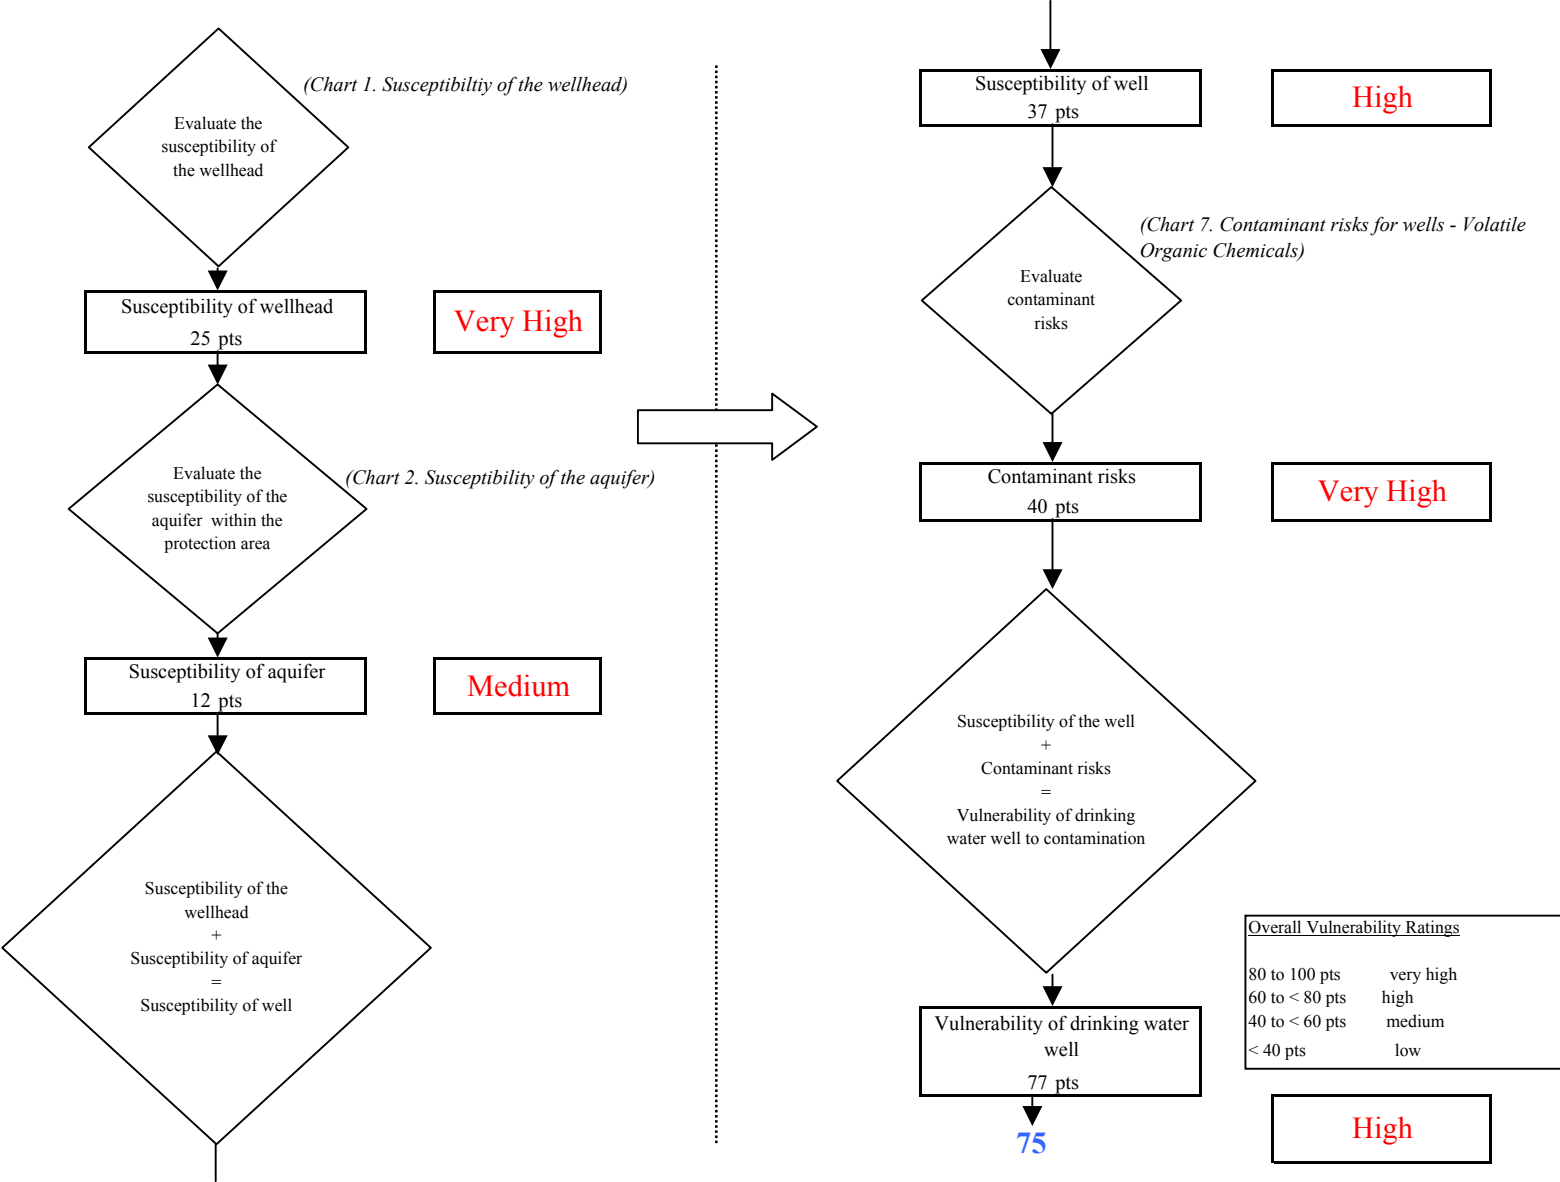 (Chart 1. Susceptibiltiy of the wellhead)
Evaluate the
susceptibility of
the wellhead
Susceptibility of wellhead
25 pts
Very High
Evaluate the
susceptibility of the
aquifer within the
protection area
(Chart 2. Susceptibility of the aquifer)
Susceptibility of aquifer
12 pts
Medium
Susceptibility of the
wellhead
+
Susceptibility of aquifer
=
Susceptibility of well
Susceptibility of well
37 pts
High
(Chart 7. Contaminant risks for wells - Volatile
Organic Chemicals)
Evaluate
contaminant
risks
Contaminant risks
40 pts
Very High
Susceptibility of the well
+
Contaminant risks
=
Vulnerability of drinking
water well to contamination
Overall Vulnerability Ratings
80 to 100 pts very high
60 to < 80 pts high
40 to < 60 pts medium
< 40 pts low
Vulnerability of drinking water
well
77 pts
75
High